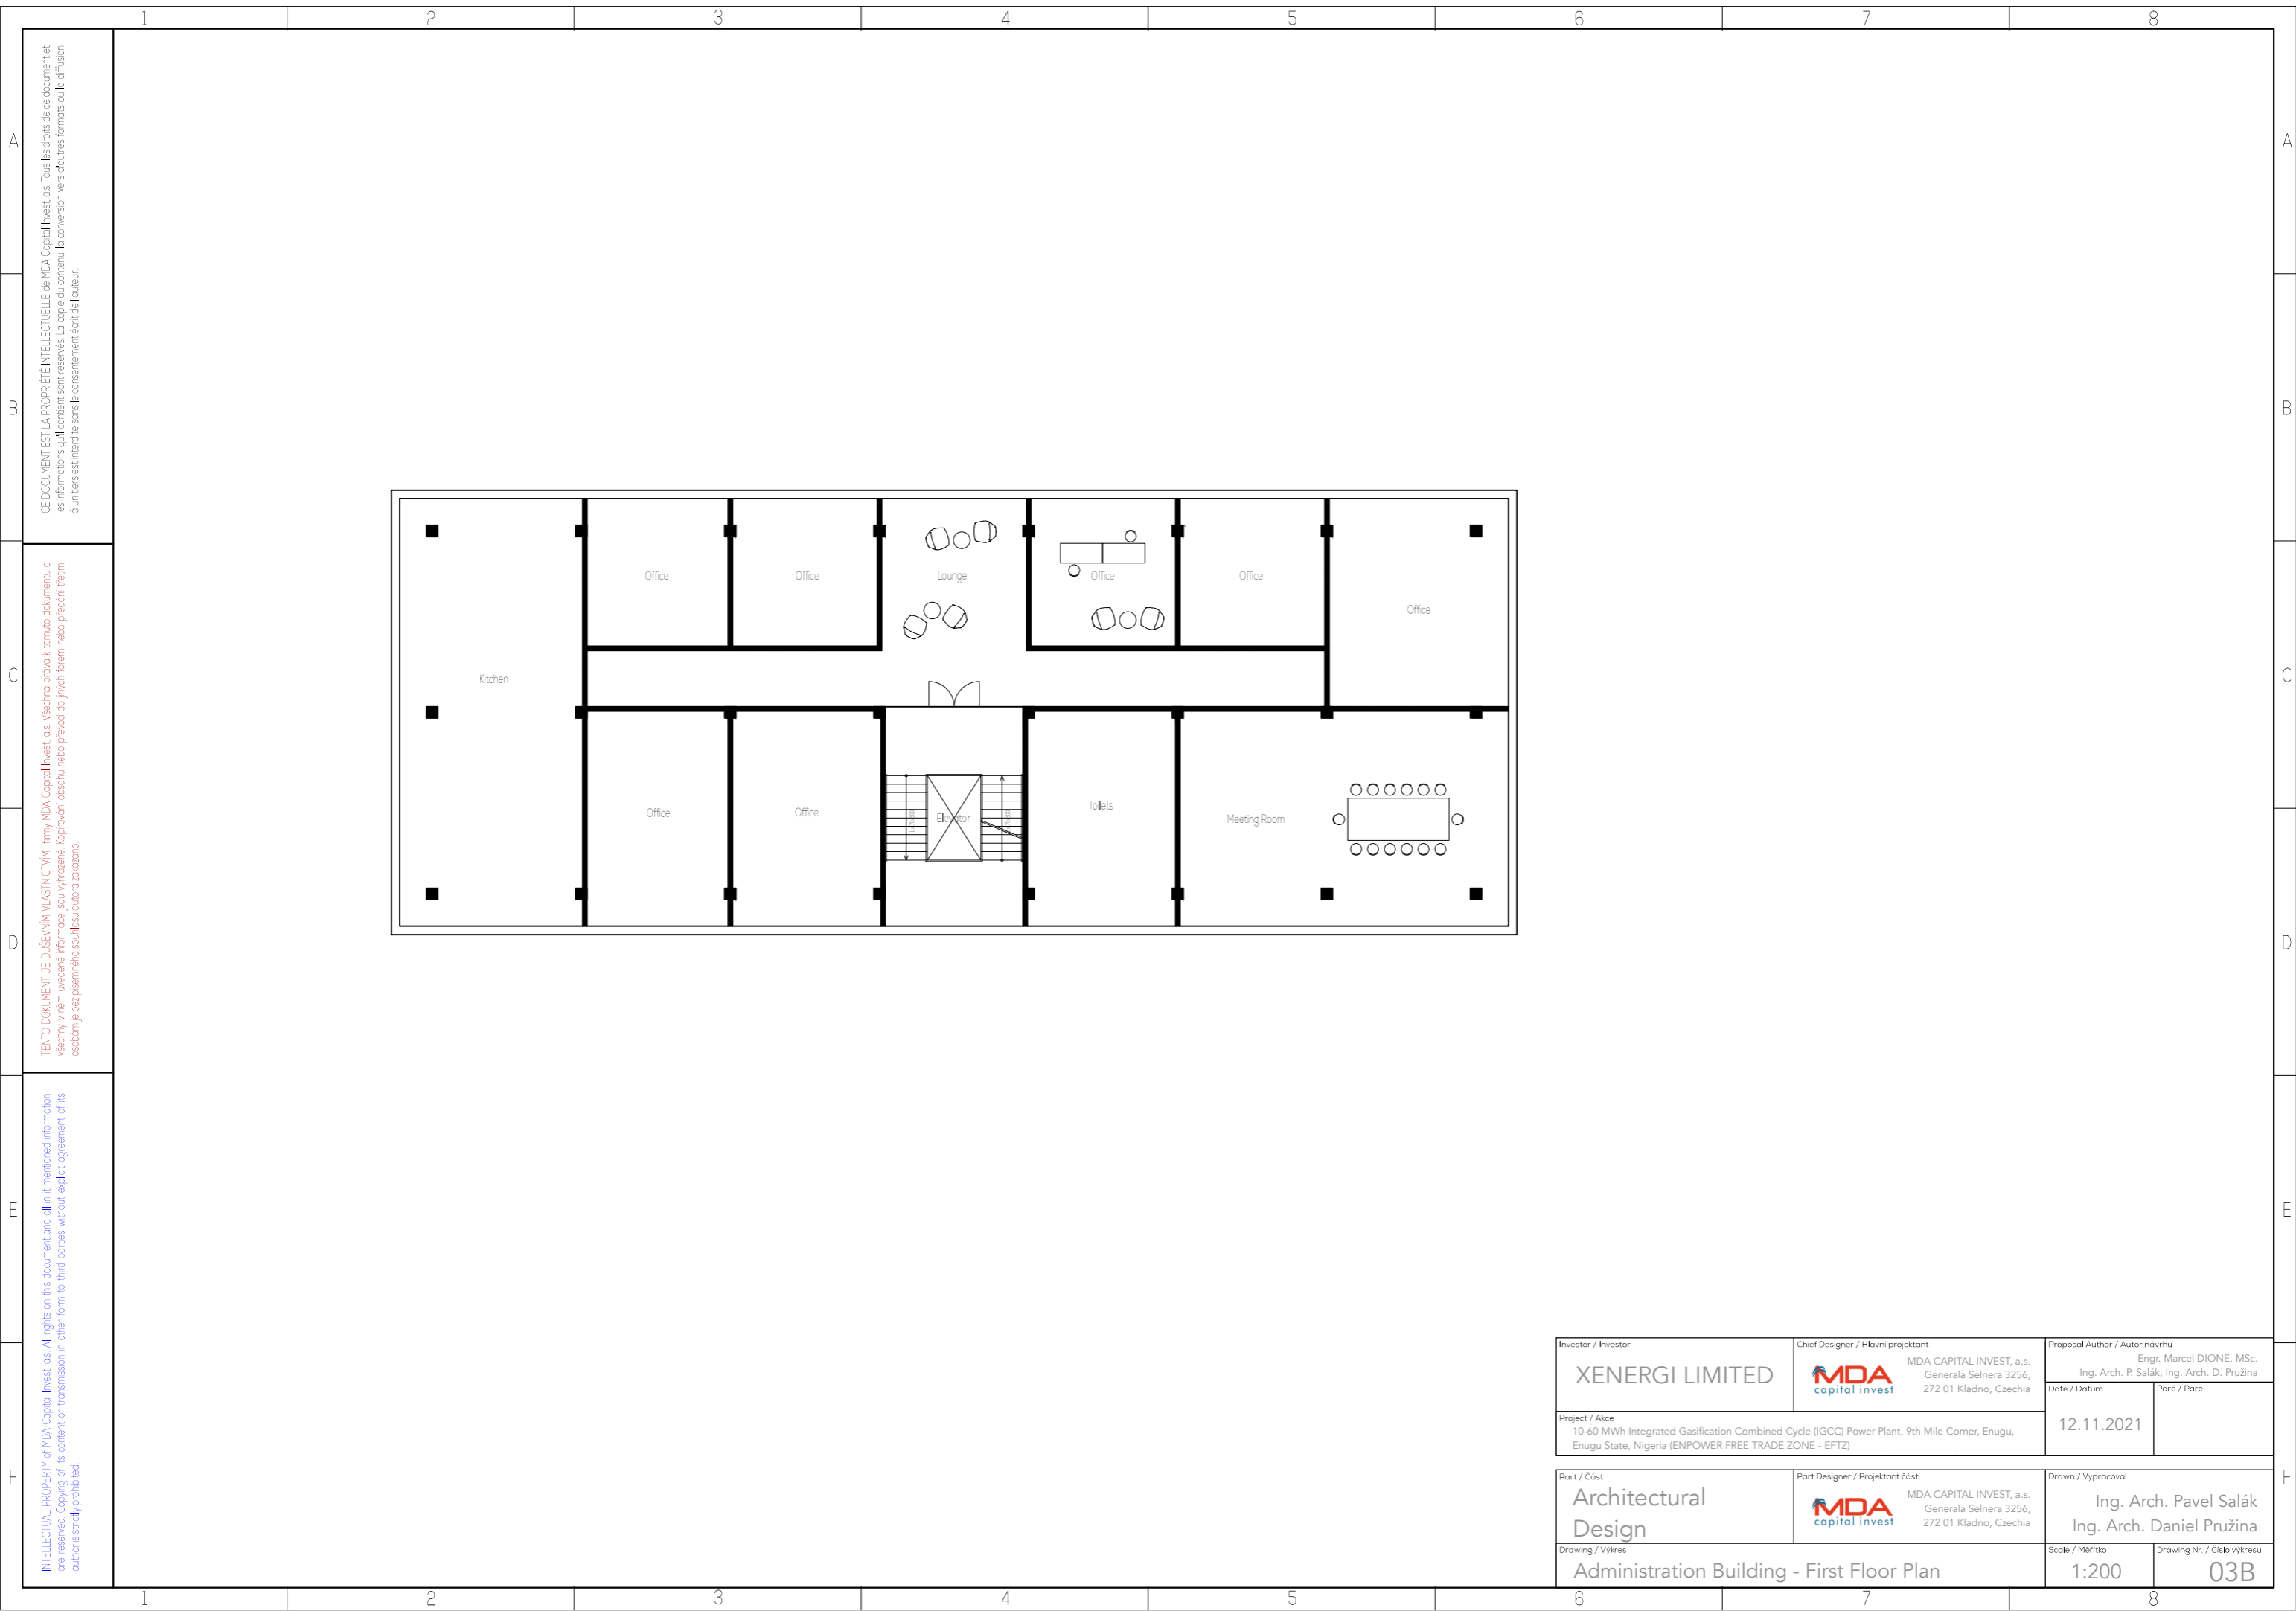 1 2 3 4 5 6 7 8
A A
B B
C C
D D
E E
F F
CE DOCUMENT EST LA PROPRIÉTÉ INTELLECTUELLE de MDA Capital Invest, a.s. Tous les droits de ce document et
les informations qu'il contient sont réservés. La copie du contenu, la conversion vers d'autres formats ou la diffusion
à un tiers est interdite sans le consentement écrit de l'auteur.
TENTO DOKUMENT JE DUŠEVNÍM VLASTNICTVÍM firmy MDA Capital Invest, a.s. Všechna práva k tomuto dokumentu a
všechny v něm uvedené informace jsou vyhrazené. Kopírování obsahu nebo převod do jiných forem nebo předání třetím
osobám je bez písemného souhlasu autora zakázáno.
INTELLECTUAL PROPERTY of MDA Capital Invest, a.s. All rights on this document and all in it mentioned information
are reserved. Copying of its content or transmission in other form to third parties without explicit agreement of its
author is strictly prohibited.
Office
Office
Lounge
Office
Office
Office
Kitchen
Office
Office
Elevator
Toilets
Meeting Room
Investor / Investor
XENERGI LIMITED
Chief Designer / Hlavní projektant
MDA
capital invest
MDA CAPITAL INVEST, a.s.
Generala Selnera 3256,
272 01 Kladno, Czechia
Proposal Author / Autor návrhu
Engr. Marcel DIONE, MSc.
Ing. Arch. P. Salák, Ing. Arch. D. Pružina
Date / Datum
12.11.2021
Paré / Paré
Project / Akce
10-60 MWh Integrated Gasification Combined Cycle (IGCC) Power Plant, 9th Mile Corner, Enugu,
Enugu State, Nigeria (ENPOWER FREE TRADE ZONE - EFTZ)
Part / Část
Architectural
Design
Part Designer / Projektant části
MDA
capital invest
MDA CAPITAL INVEST, a.s.
Generala Selnera 3256,
272 01 Kladno, Czechia
Drawn / Vypracoval
Ing. Arch. Pavel Salák
Ing. Arch. Daniel Pružina
Drawing / Výkres
Administration Building - First Floor Plan
Scale / Měřítko
1:200
Drawing Nr. / Číslo výkresu
03B
1 2 3 4 5 6 7 8